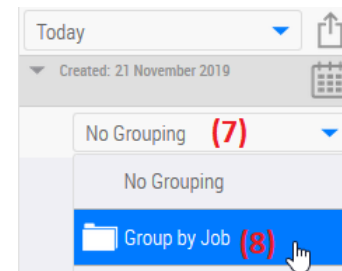 Today
Created: 21 November 2019
No Grouping (7)
No Grouping
Group by Job (8)